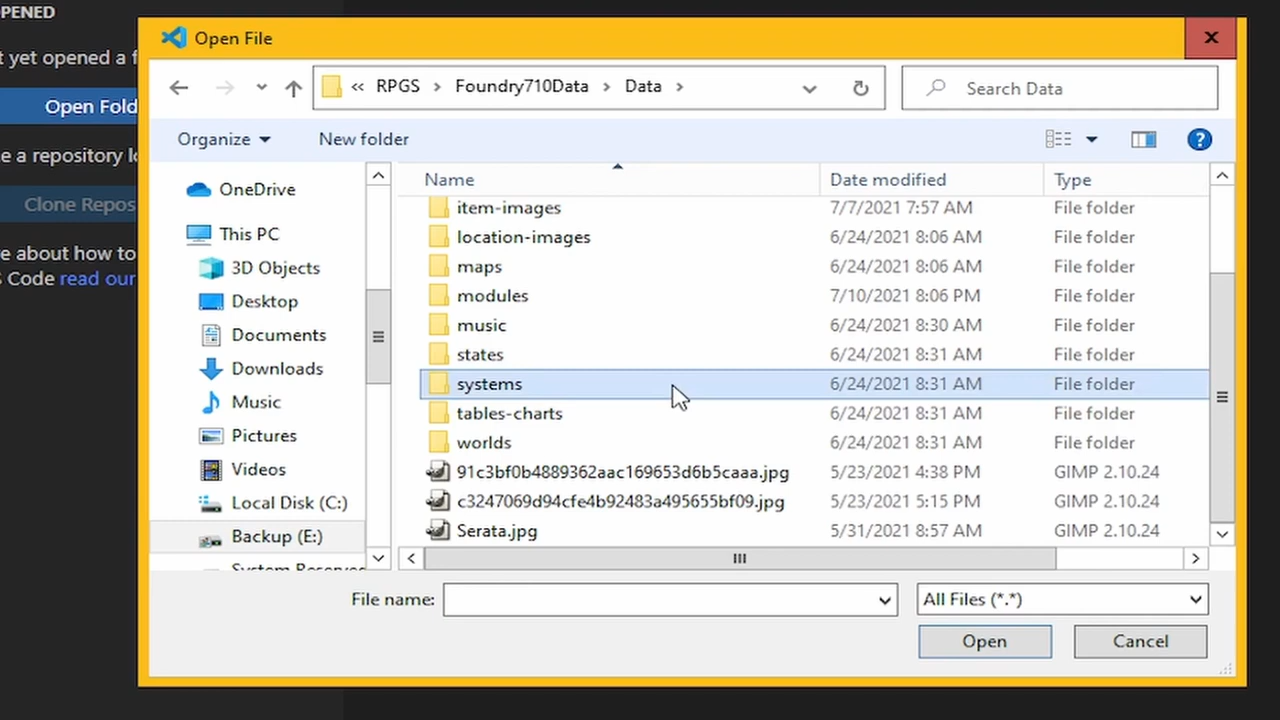 PENED
Open File
t yet opened a f
Open Fold
e a repository lo
Clone Repos
e about how to
S Code read our
« RPGS > Foundry710Data > Data >
Search Data
Organize
New folder
?
OneDrive
This PC
3D Objects
Desktop
Documents
Downloads
Music
Pictures
Videos
Local Disk (C:)
Backup (E:)
System Reserved
Name Date modified Type
item-images 7/7/2021 7:57 AM File folder
location-images 6/24/2021 8:06 AM File folder
maps 6/24/2021 8:06 AM File folder
modules 7/10/2021 8:06 PM File folder
music 6/24/2021 8:30 AM File folder
states 6/24/2021 8:31 AM File folder
systems 6/24/2021 8:31 AM File folder
tables-charts 6/24/2021 8:31 AM File folder
worlds 6/24/2021 8:31 AM File folder
91c3bf0b4889362aac169653d6b5caaa.jpg 5/23/2021 4:38 PM GIMP 2.10.24
c3247069d94cfe4b92483a495655bf09.jpg 5/23/2021 5:15 PM GIMP 2.10.24
Serata.jpg 5/31/2021 8:57 AM GIMP 2.10.24
File name:
All Files (*.*)
Open
Cancel